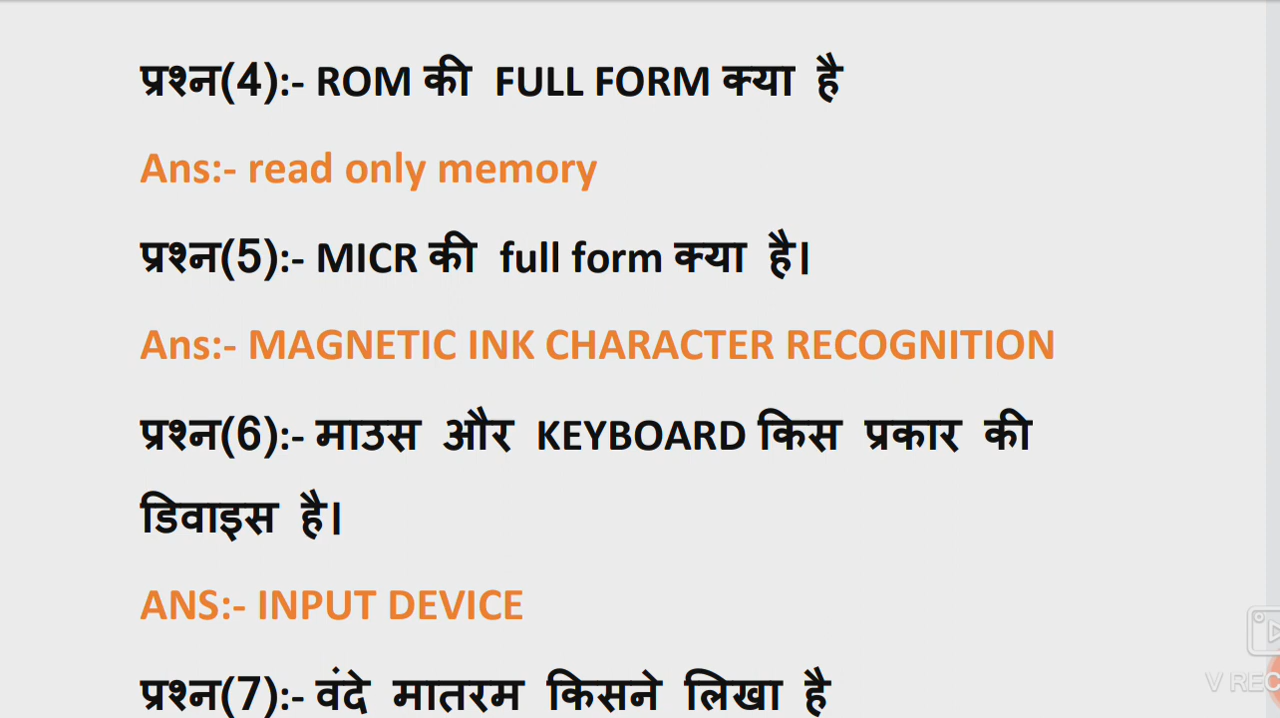 प्रश्न(4):- ROM की FULL FORM क्या है
Ans:- read only memory
प्रश्न(5):- MICR की full form क्या है।
Ans:- MAGNETIC INK CHARACTER RECOGNITION
प्रश्न(6):- माउस और KEYBOARD किस प्रकार की
डिवाइस है।
ANS:- INPUT DEVICE
प्रश्न(7):- वंदे मातरम किसने लिखा है
V REC